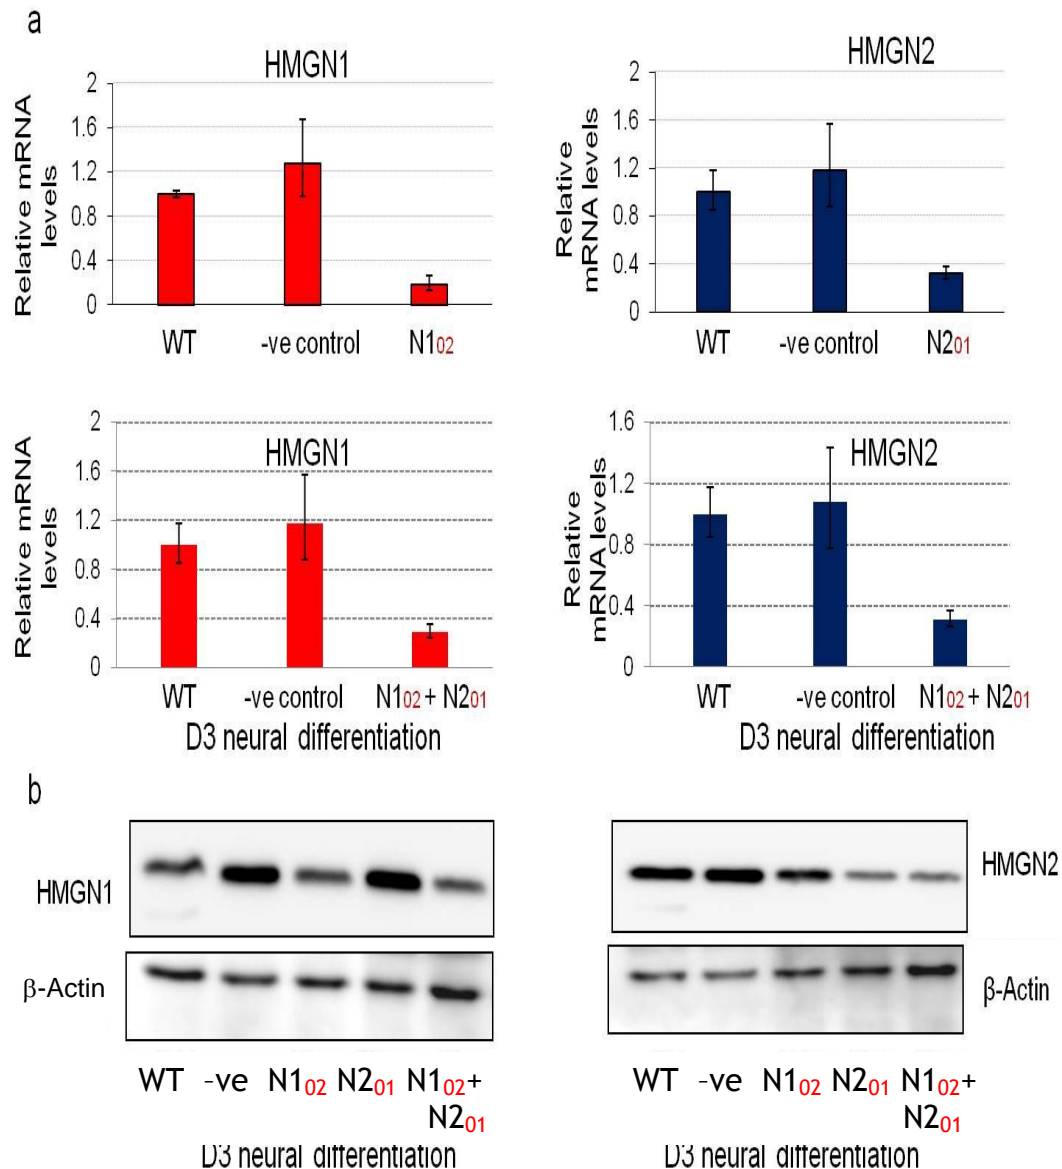 a
HMGN1
Relative mRNA
levels
2
1.6
1.2
0.8
0.4
0
WT -ve control N102
HMGN2
Relative
mRNA levels
2
1.6
1.2
0.8
0.4
0
WT -ve control N201
HMGN1
Relative mRNA
levels
2
1.6
1.2
0.8
0.4
0
WT -ve control N102 + N201
D3 neural differentiation
HMGN2
Relative
mRNA levels
1.6
1.2
0.8
0.4
0
WT -ve control N102 + N201
D3 neural differentiation
b
HMGN1
β-Actin
WT -ve N102 N201 N102+
N201
D3 neural differentiation
HMGN2
β-Actin
WT -ve N102 N201 N102+
N201
D3 neural differentiation